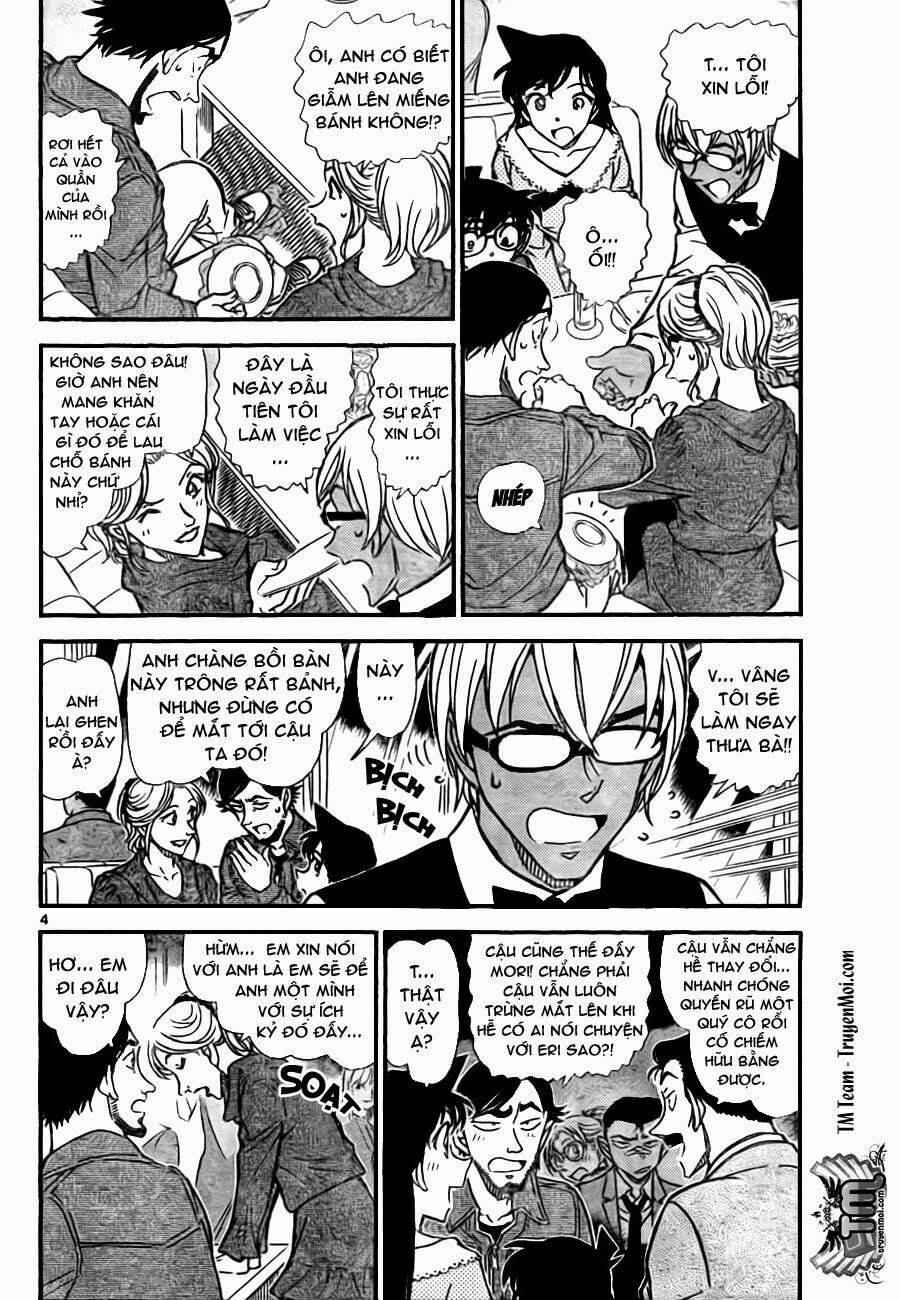 T... TÔI
XIN LỖI!
Ô...
ỐI!!
NHÉP
ÔI, ANH CÓ BIẾT
ANH ĐANG
GIẪM LÊN MIẾNG
BÁNH KHÔNG!?
RƠI HẾT
CẢ VÀO
QUẦN
CỦA
MÌNH RỒI
...
TÔI THỰC
SỰ RẤT
XIN LỖI
...
ĐÂY LÀ
NGÀY ĐẦU
TIÊN TÔI
LÀM VIỆC
...
KHÔNG SAO ĐÂU!
GIỜ ANH NÊN
MANG KHĂN
TAY HOẶC CÁI
GÌ ĐÓ ĐỂ LAU
CHỖ BÁNH
NÀY CHỨ
NHỈ?
V... VÂNG
TÔI SẼ
LÀM NGAY
THƯA BÀ!!
BỊCH
BỊCH
NÀY
...
ANH CHÀNG BỒI BÀN
NÀY TRÔNG RẤT BẢNH,
NHƯNG ĐỪNG CÓ
ĐỂ MẮT TỚI CẬU
TA ĐÓ!
ANH
LẠI GHEN
RỒI ĐẤY
À?
4
CẬU VẪN CHẲNG
HỀ THAY ĐỔI...
NHANH CHÓNG
QUYẾN RŨ MỘT
QUÝ CÔ RỒI
CỐ CHIẾM
HỮU BẰNG
ĐƯỢC.
CẬU CŨNG THẾ ĐẤY
MORI! CHẲNG PHẢI
CẬU VẪN LUÔN
TRỪNG MẮT LÊN KHI
HỄ CÓ AI NÓI CHUYỆN
VỚI ERI SAO?!
T...
THẬT
VẬY
Ạ?
HỪM... EM XIN NÓI
VỚI ANH LÀ EM SẼ ĐỂ
ANH MỘT MÌNH
VỚI SỰ ÍCH
KỶ ĐÓ ĐẤY...
SOẠT
HƠ... EM
ĐI ĐÂU
VẬY?
TM Team - TruyenMoi.com
TM
truyenmoi.com